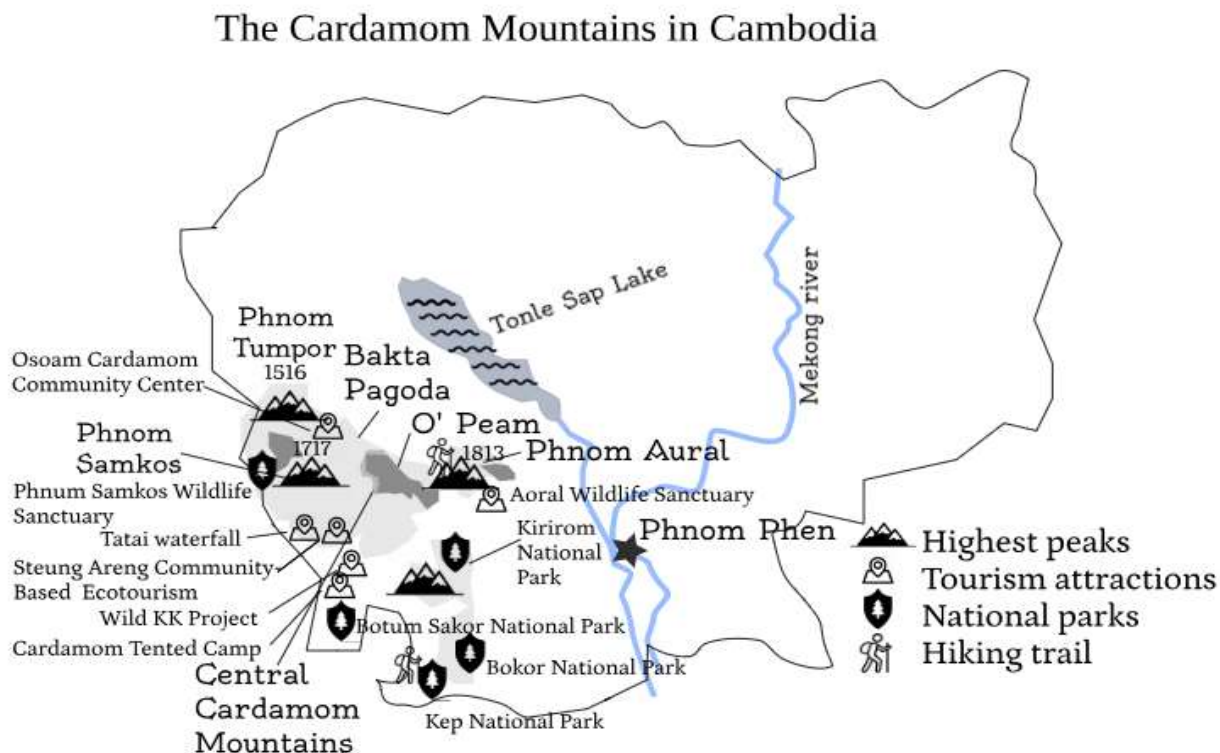 The Cardamom Mountains in Cambodia
Tonle Sap Lake
Mekong river
Phnom
Tumpor
1516
Osoam Cardamom
Community Center
Bakta
Pagoda
O' Peam
Phnom
Samkos
1717
1813
Phnom Aural
Phnum Samkos Wildlife
Sanctuary
Aoral Wildlife Sanctuary
Tatai waterfall
Kirirom
National
Park
Phnom Phen
Steung Areng Community-
Based Ecotourism
Wild KK Project
Cardamom Tented Camp
Botum Sakor National Park
Bokor National Park
Central
Cardamom
Mountains
Kep National Park
Highest peaks
Tourism attractions
National parks
Hiking trail